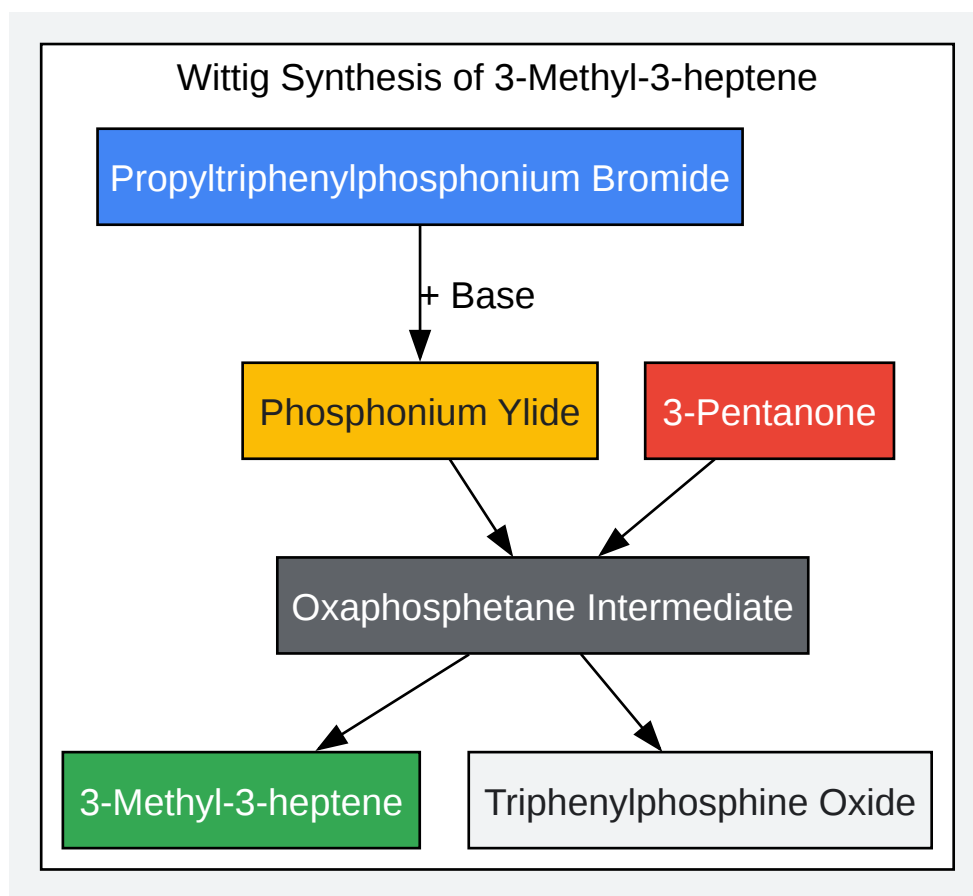 Wittig Synthesis of 3-Methyl-3-heptene
Propyltriphenylphosphonium Bromide
+ Base
Phosphonium Ylide
3-Pentanone
Oxaphosphetane Intermediate
3-Methyl-3-heptene
Triphenylphosphine Oxide